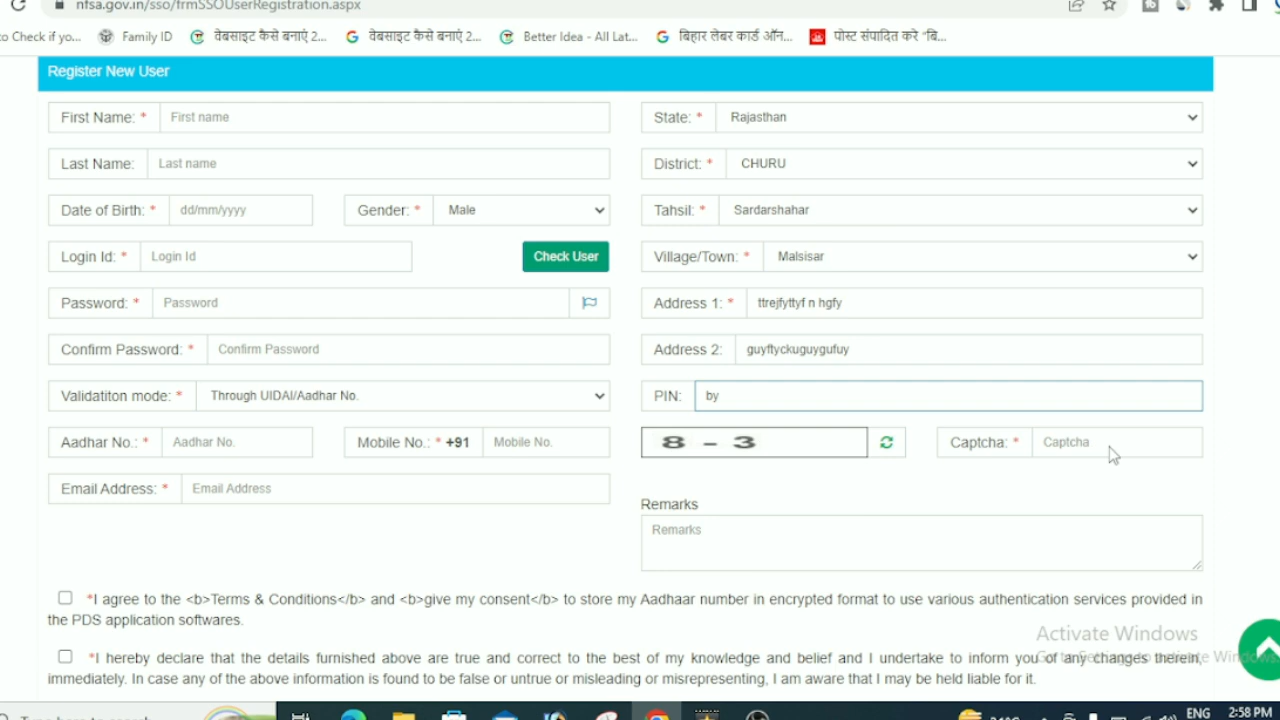 nfsa.gov.in/sso/frmSSOUserRegistration.aspx
to Check if yo... Family ID वेबसाइट कैसे बनाएं 2... वेबसाइट कैसे बनाएं 2... Better Idea - All Lat... बिहार लेबर कार्ड ऑन... पोस्ट संपादित करे "बि...
Register New User
First Name: * First name
State: * Rajasthan
Last Name: Last name
District: * CHURU
Date of Birth: * dd/mm/yyyy Gender: * Male
Tahsil: * Sardarshahar
Login Id: * Login Id Check User
Village/Town: * Malsisar
Password: * Password
Address 1: * ttrejfyttyf n hgfy
Confirm Password: * Confirm Password
Address 2: guyftyckuguygufuy
Validatiton mode: * Through UIDAI/Aadhar No.
PIN: by
Aadhar No.: * Aadhar No. Mobile No.: * +91 Mobile No.
8 - 3 Captcha: * Captcha
Email Address: * Email Address
Remarks
Remarks
*I agree to the <b>Terms & Conditions</b> and <b>give my consent</b> to store my Aadhaar number in encrypted format to use various authentication services provided in
the PDS application softwares.
Activate Windows
*I hereby declare that the details furnished above are true and correct to the best of my knowledge and belief and I undertake to inform you of any changes therein,
immediately. In case any of the above information is found to be false or untrue or misleading or misrepresenting, I am aware that I may be held liable for it.
ENG 2:58 PM